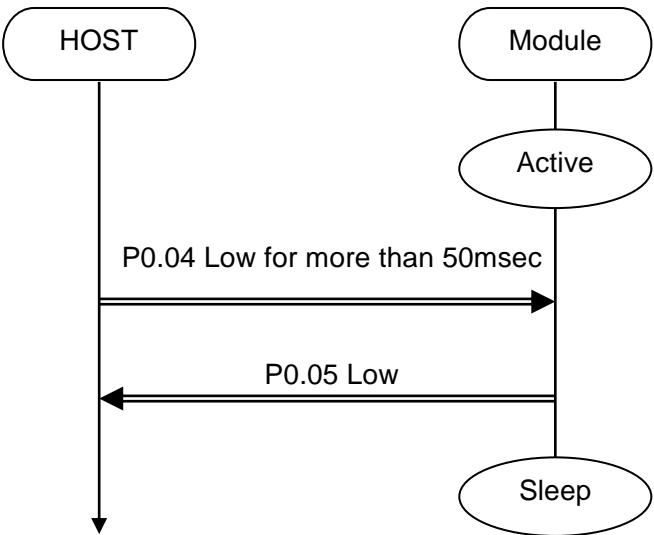 HOST
Module
Active
P0.04 Low for more than 50msec
P0.05 Low
Sleep